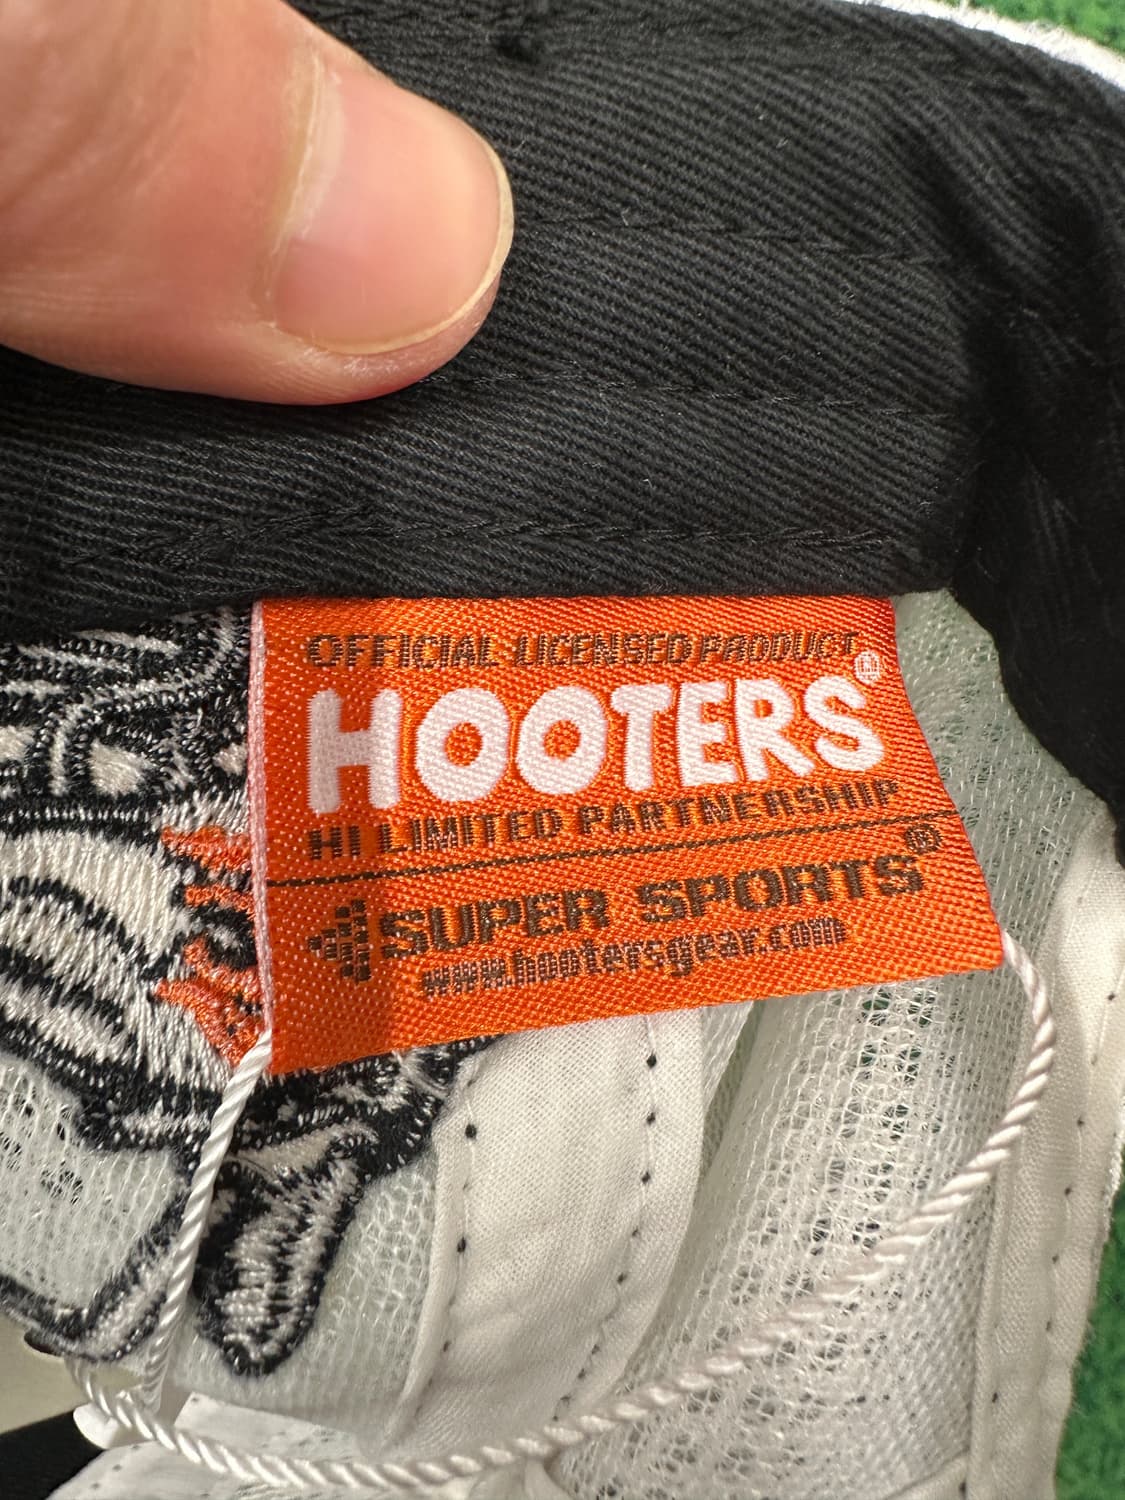 OFFICIAL LICENSED PRODUCT
HOOTERS®
HI LIMITED PARTNERSHIP
SUPER SPORTS®
www.hootersgear.com